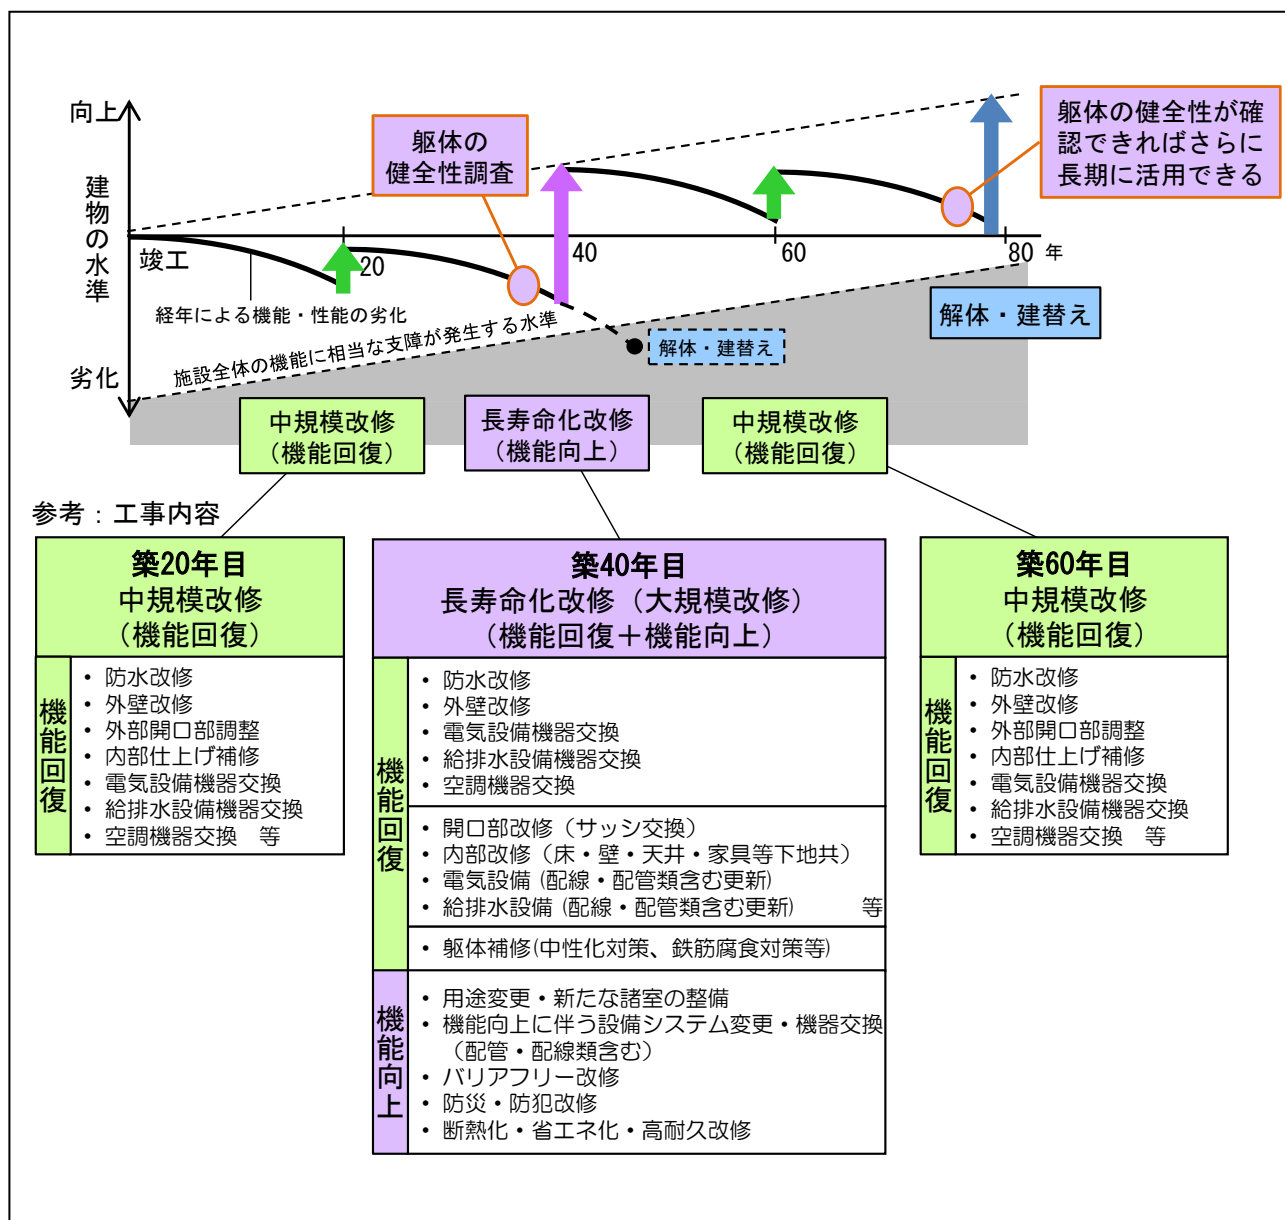 向上
建物の水準
劣化
躯体の
健全性調査
躯体の健全性が確
認できればさらに
長期に活用できる
竣工
20
40
60
80
年
経年による機能・性能の劣化
施設全体の機能に相当な支障が発生する水準
解体・建替え
解体・建替え
中規模改修
（機能回復）
長寿命化改修
（機能向上）
中規模改修
（機能回復）
参考：工事内容
築20年目
中規模改修
（機能回復）
機能回復
・ 防水改修
・ 外壁改修
・ 外部開口部調整
・ 内部仕上げ補修
・ 電気設備機器交換
・ 給排水設備機器交換
・ 空調機器交換　等
築40年目
長寿命化改修（大規模改修）
（機能回復＋機能向上）
機能回復
・ 防水改修
・ 外壁改修
・ 電気設備機器交換
・ 給排水設備機器交換
・ 空調機器交換
・ 開口部改修（サッシ交換）
・ 内部改修（床・壁・天井・家具等下地共）
・ 電気設備(配線・配管類含む更新)
・ 給排水設備(配線・配管類含む更新)　　　等
・ 躯体補修(中性化対策、鉄筋腐食対策等)
機能向上
・ 用途変更・新たな諸室の整備
・ 機能向上に伴う設備システム変更・機器交換
（配管・配線類含む）
・ バリアフリー改修
・ 防災・防犯改修
・ 断熱化・省エネ化・高耐久改修
築60年目
中規模改修
（機能回復）
機能回復
・ 防水改修
・ 外壁改修
・ 外部開口部調整
・ 内部仕上げ補修
・ 電気設備機器交換
・ 給排水設備機器交換
・ 空調機器交換　等